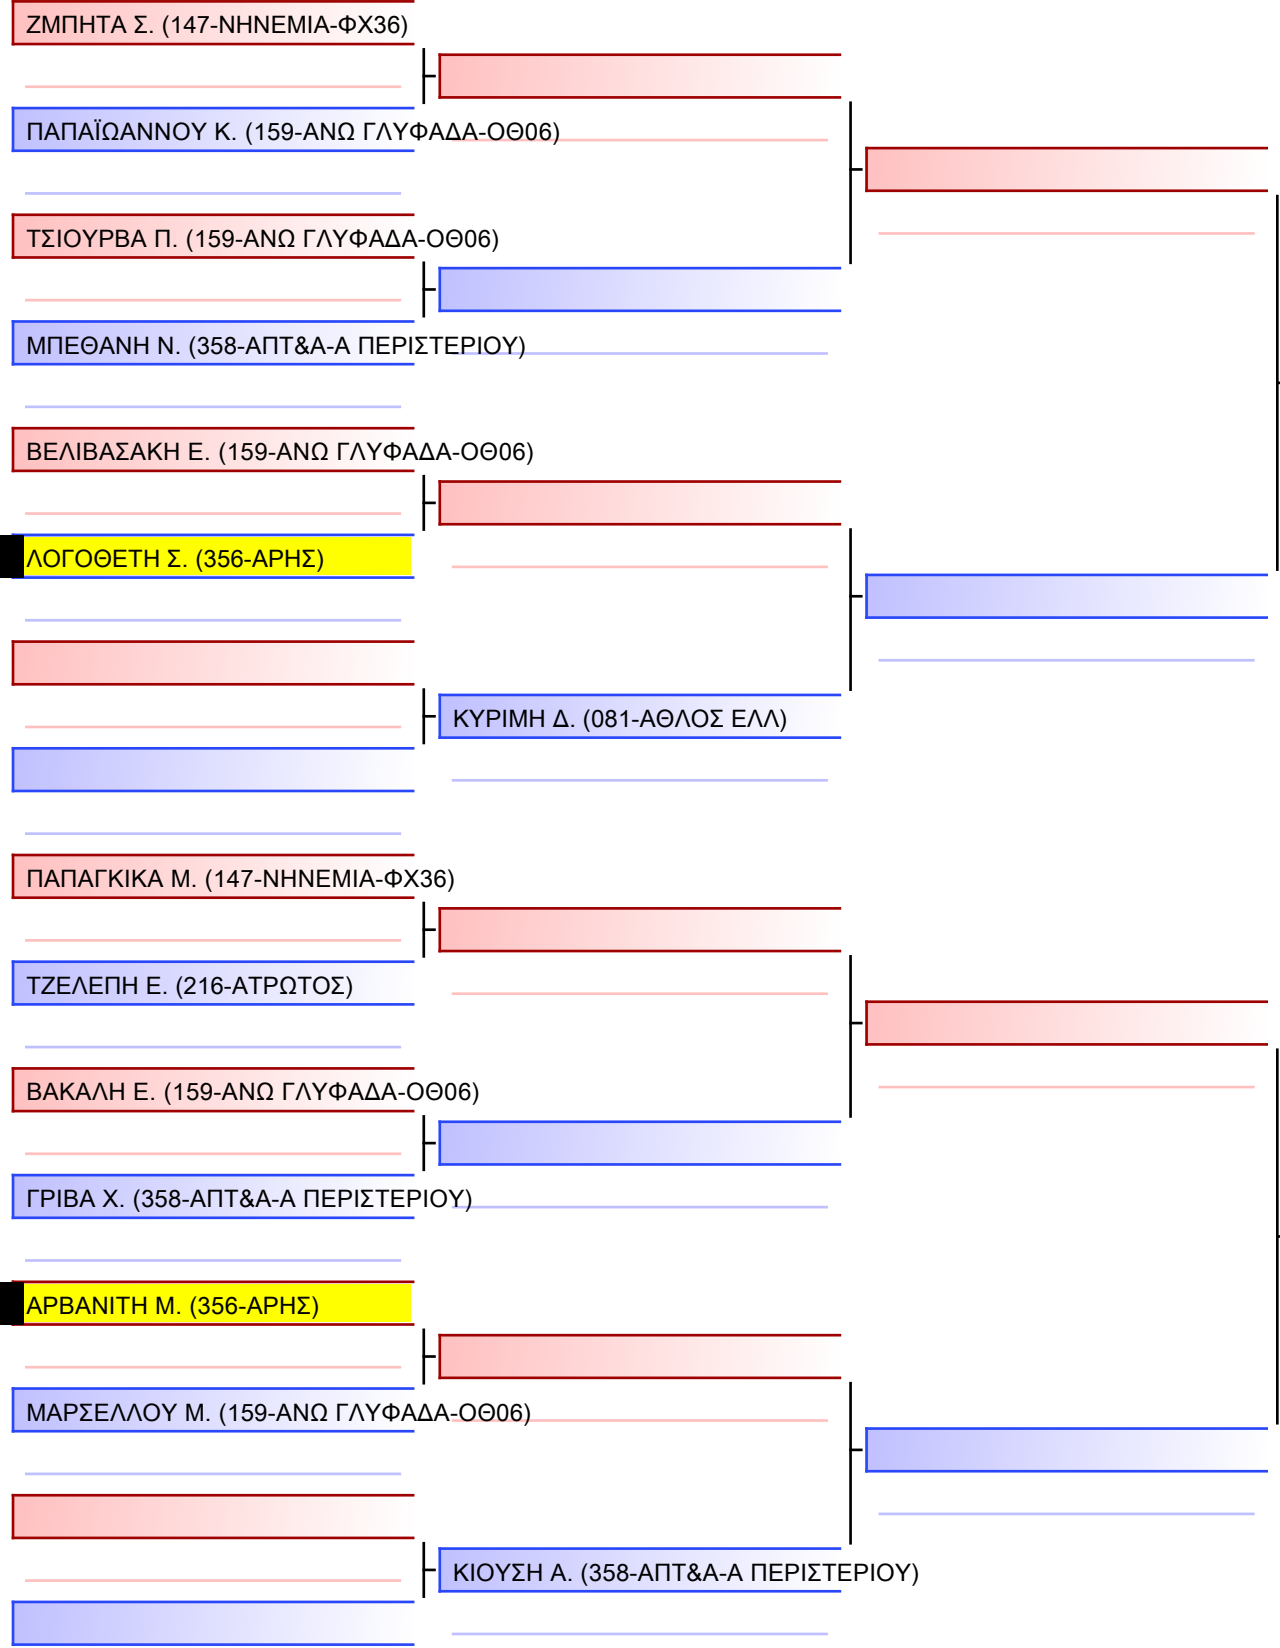 ΖΜΠΗΤΑ Σ. (147-ΝΗΝΕΜΙΑ-ΦΧ36)
ΠΑΠΑΪΩΑΝΝΟΥ Κ. (159-ΑΝΩ ΓΛΥΦΑΔΑ-ΟΘ06)
ΤΣΙΟΥΡΒΑ Π. (159-ΑΝΩ ΓΛΥΦΑΔΑ-ΟΘ06)
ΜΠΕΘΑΝΗ Ν. (358-ΑΠΤ&Α-Α ΠΕΡΙΣΤΕΡΙΟΥ)
ΒΕΛΙΒΑΣΑΚΗ Ε. (159-ΑΝΩ ΓΛΥΦΑΔΑ-ΟΘ06)
ΛΟΓΟΘΕΤΗ Σ. (356-ΑΡΗΣ)
ΚΥΡΙΜΗ Δ. (081-ΑΘΛΟΣ ΕΛΛ)
ΠΑΠΑΓΚΙΚΑ Μ. (147-ΝΗΝΕΜΙΑ-ΦΧ36)
ΤΖΕΛΕΠΗ Ε. (216-ΑΤΡΩΤΟΣ)
ΒΑΚΑΛΗ Ε. (159-ΑΝΩ ΓΛΥΦΑΔΑ-ΟΘ06)
ΓΡΙΒΑ Χ. (358-ΑΠΤ&Α-Α ΠΕΡΙΣΤΕΡΙΟΥ)
ΑΡΒΑΝΙΤΗ Μ. (356-ΑΡΗΣ)
ΜΑΡΣΕΛΛΟΥ Μ. (159-ΑΝΩ ΓΛΥΦΑΔΑ-ΟΘ06)
ΚΙΟΥΣΗ Α. (358-ΑΠΤ&Α-Α ΠΕΡΙΣΤΕΡΙΟΥ)